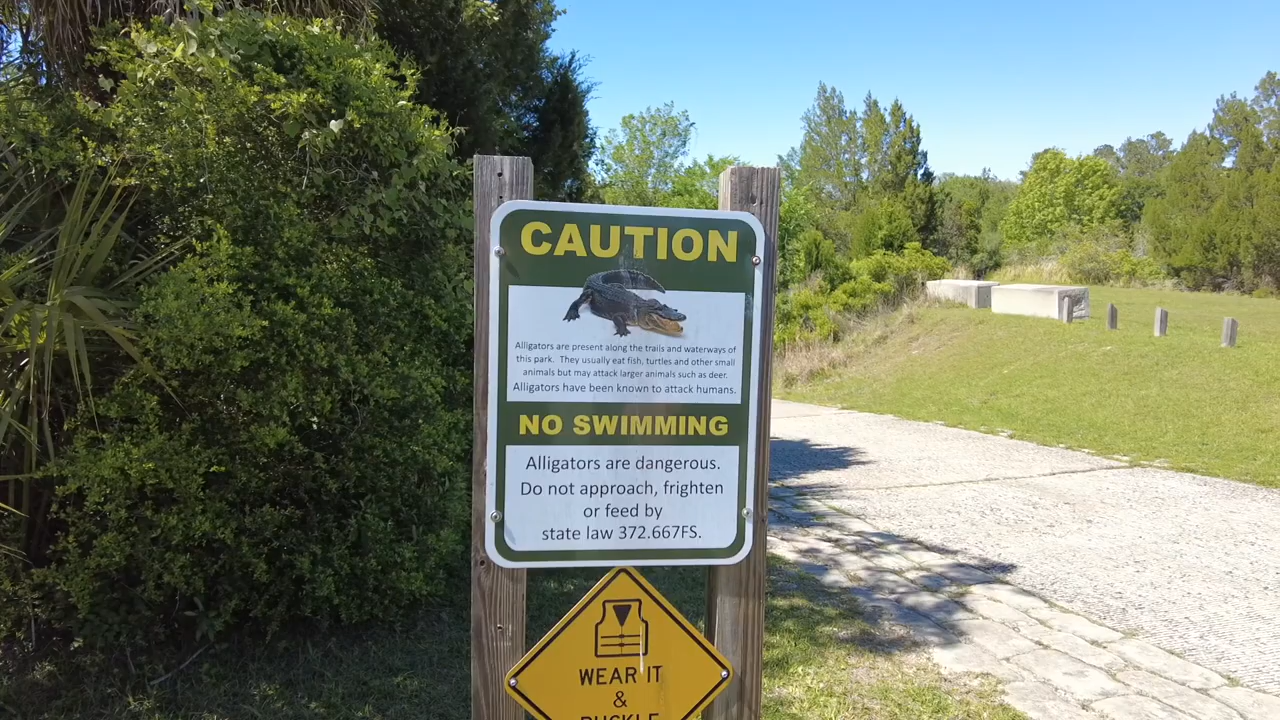 CAUTION
Alligators are present along the trails and waterways of
this park. They usually eat fish, turtles and other small
animals but may attack larger animals such as deer.
Alligators have been known to attack humans.
NO SWIMMING
Alligators are dangerous.
Do not approach, frighten
or feed by
state law 372.667FS.
WEAR IT
&
BUCKLE